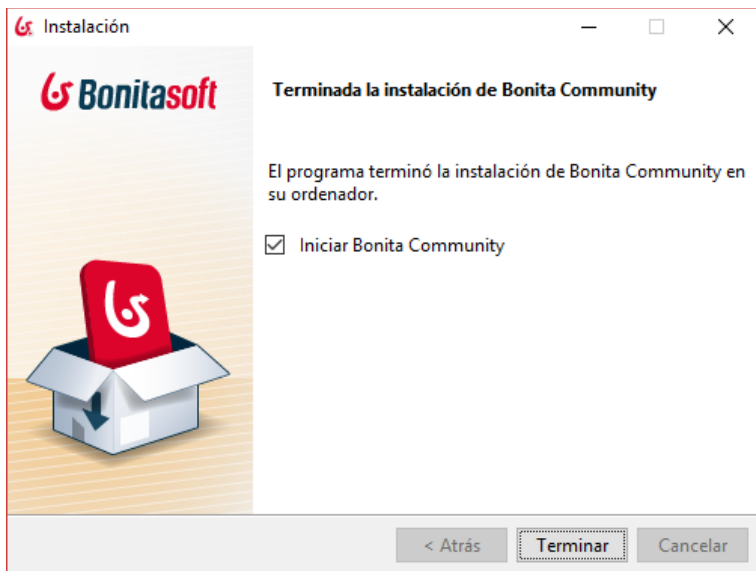 Instalación
Bonitasoft
Terminada la instalación de Bonita Community
El programa terminó la instalación de Bonita Community en
su ordenador.
Iniciar Bonita Community
< Atrás
Terminar
Cancelar